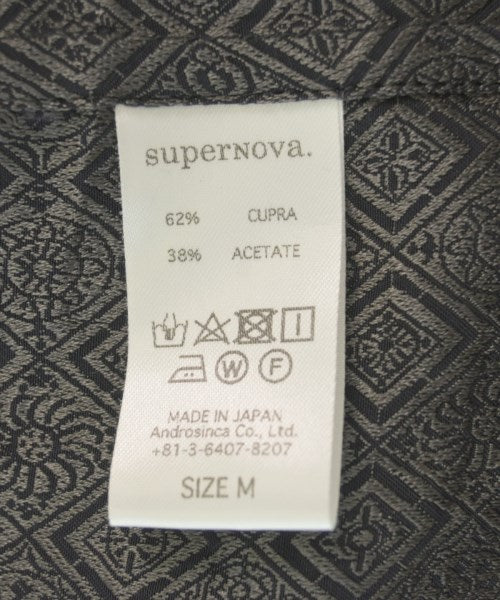 superNova.
62% CUPRA
38% ACETATE
W F
MADE IN JAPAN
Androsinca Co., Ltd.
+81-3-6407-8207
SIZE M